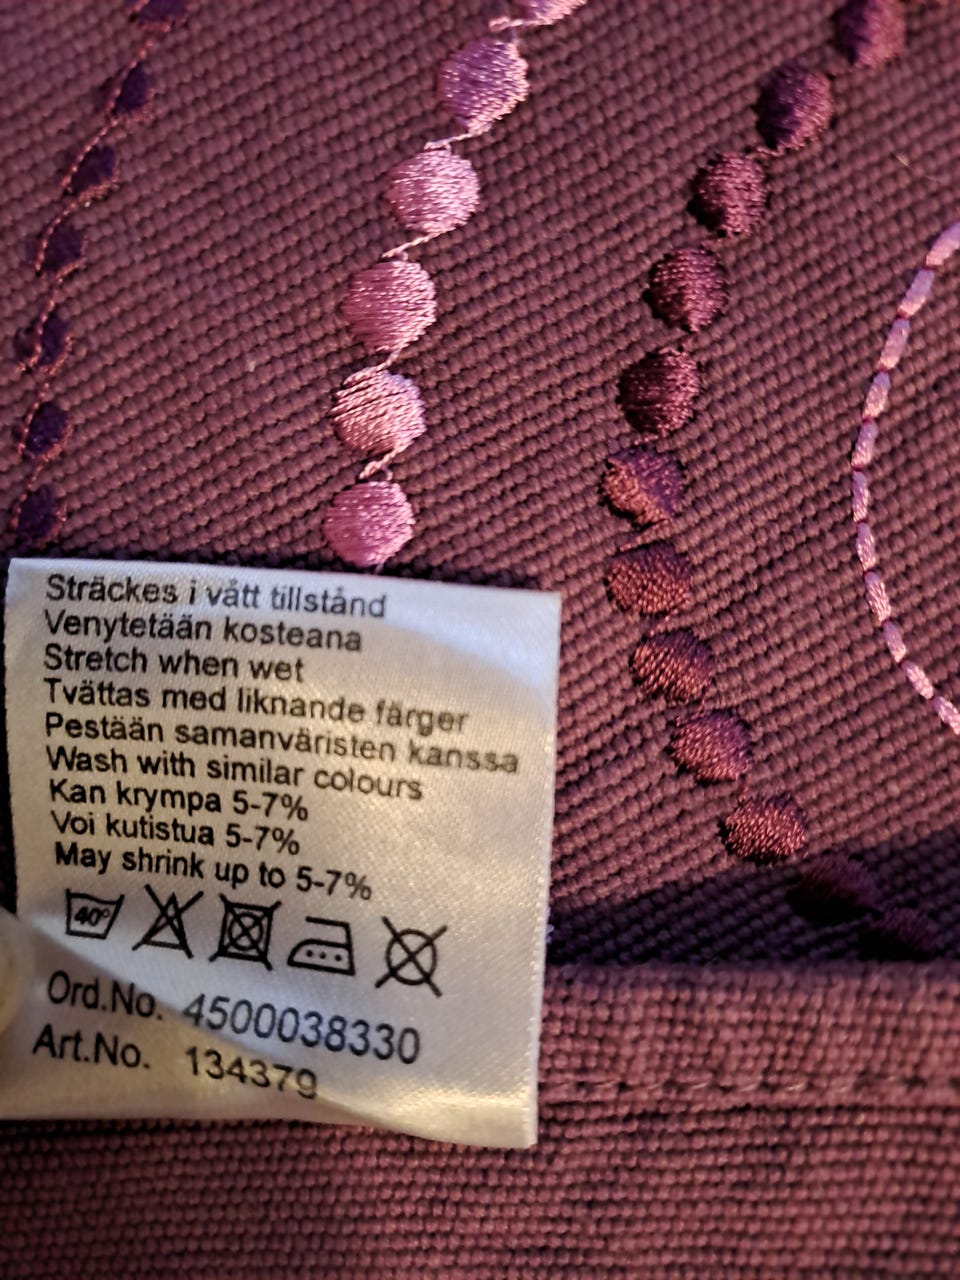 Sträckes i vått tillstånd
Venytetään kosteana
Stretch when wet
Tvättas med liknande färger
Pestään samanväristen kanssa
Wash with similar colours
Kan krympa 5-7%
Voi kutistua 5-7%
May shrink up to 5-7%
40°
Ord.No. 4500038330
Art.No. 134379